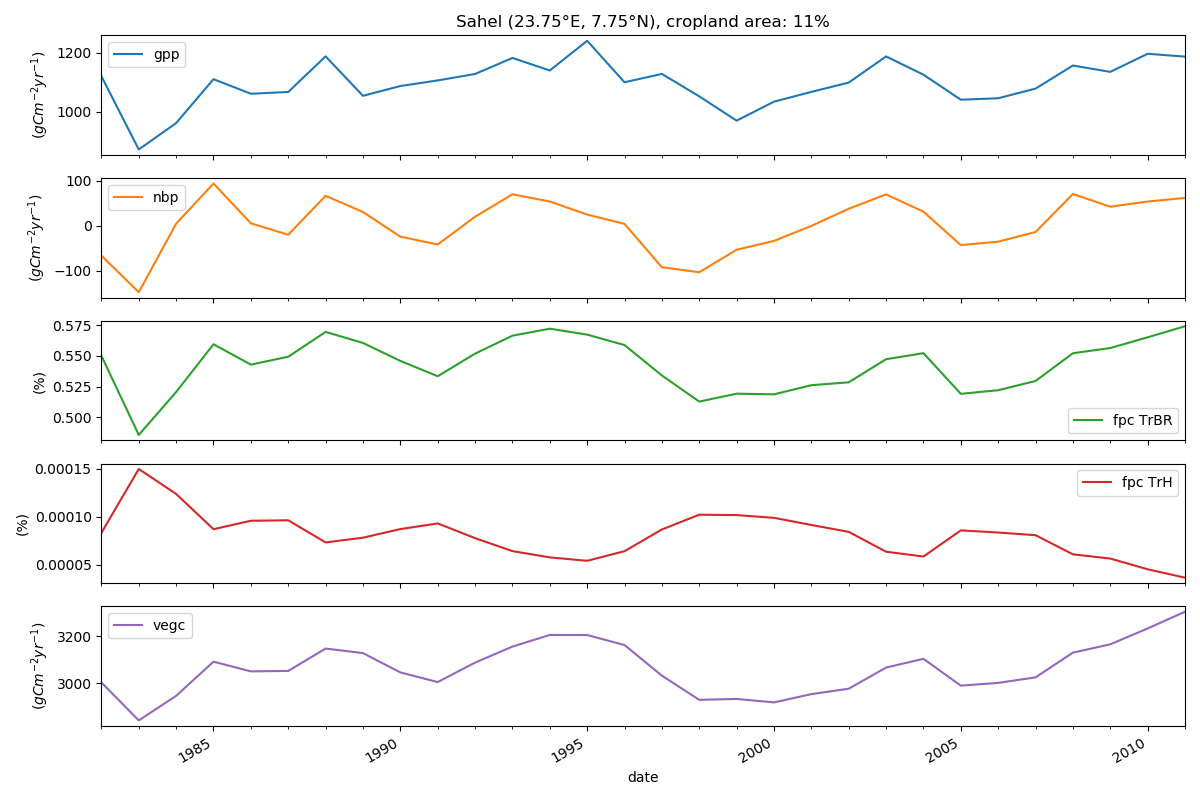 Sahel (23.75°E, 7.75°N), cropland area: 11%
gpp
1200
1000
(gCm⁻²yr⁻¹)
nbp
100
0
−100
(gCm⁻²yr⁻¹)
0.575
0.550
0.525
0.500
(%)
fpc TrBR
fpc TrH
0.00015
0.00010
0.00005
(%)
vegc
3200
3000
(gCm⁻²yr⁻¹)
1985 1990 1995 2000 2005 2010
date